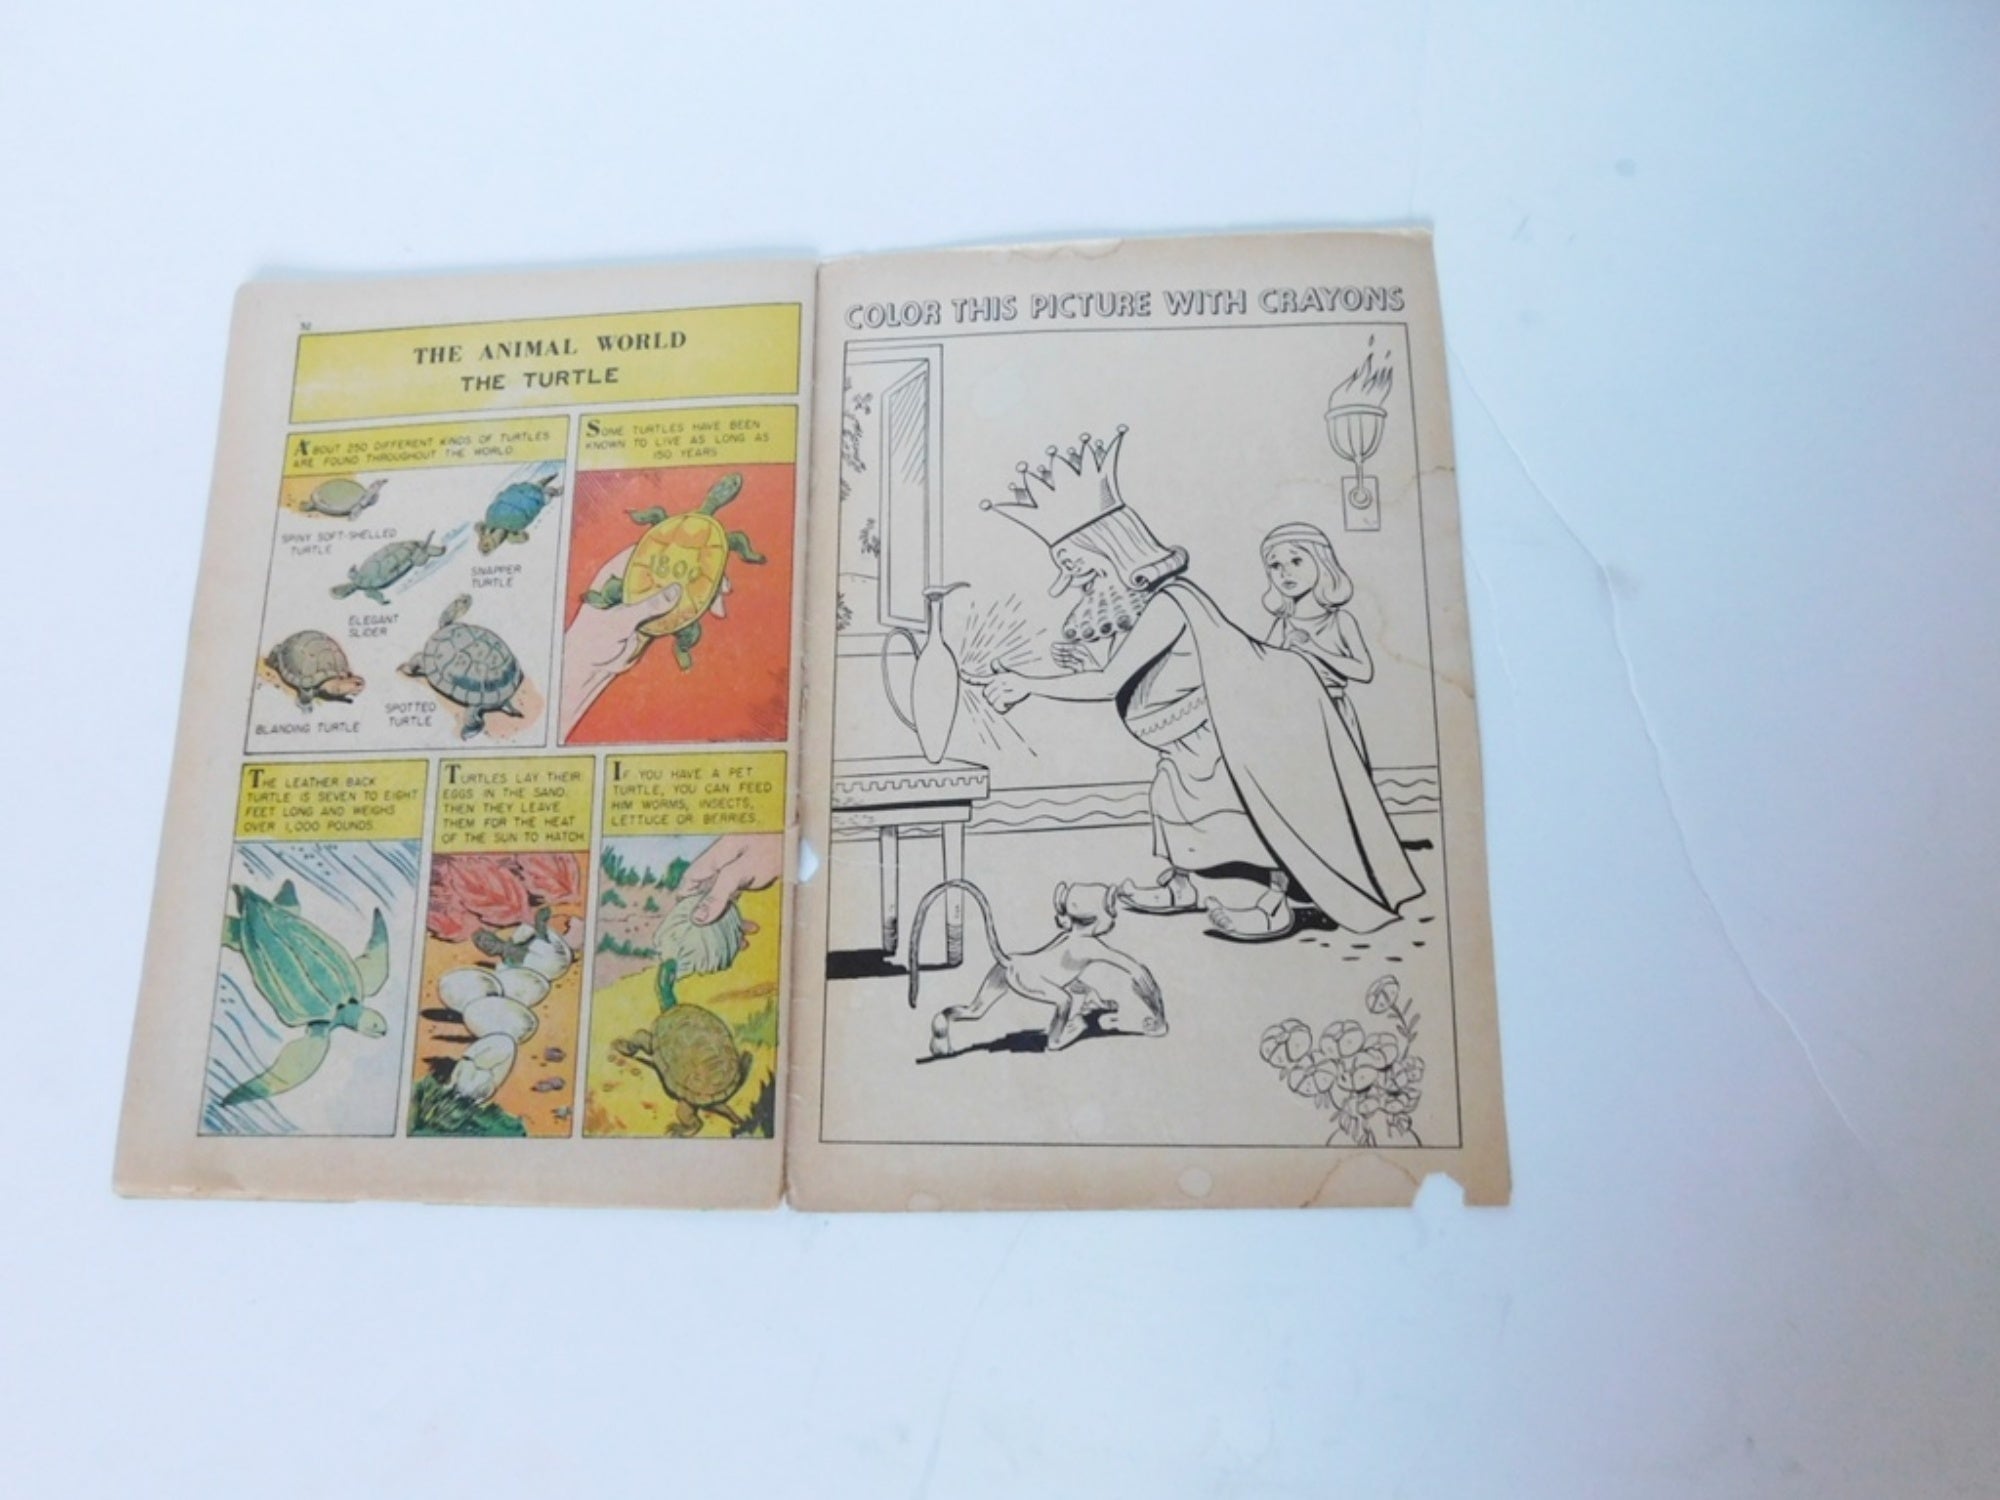 THE ANIMAL WORLD
THE TURTLE
ABOUT 250 DIFFERENT KINDS OF TURTLES
ARE FOUND THROUGHOUT THE WORLD.
SPINY SOFT-SHELLED
TURTLE
SNAPPER
TURTLE
ELEGANT
SLIDER
BLANDING TURTLE
SPOTTED
TURTLE
SOME TURTLES HAVE BEEN
KNOWN TO LIVE AS LONG AS
150 YEARS
1800
THE LEATHER BACK
TURTLE IS SEVEN TO EIGHT
FEET LONG AND WEIGHS
OVER 1,000 POUNDS.
TURTLES LAY THEIR
EGGS IN THE SAND.
THEN THEY LEAVE
THEM FOR THE HEAT
OF THE SUN TO HATCH.
IF YOU HAVE A PET
TURTLE, YOU CAN FEED
HIM WORMS, INSECTS,
LETTUCE OR BERRIES.
COLOR THIS PICTURE WITH CRAYONS